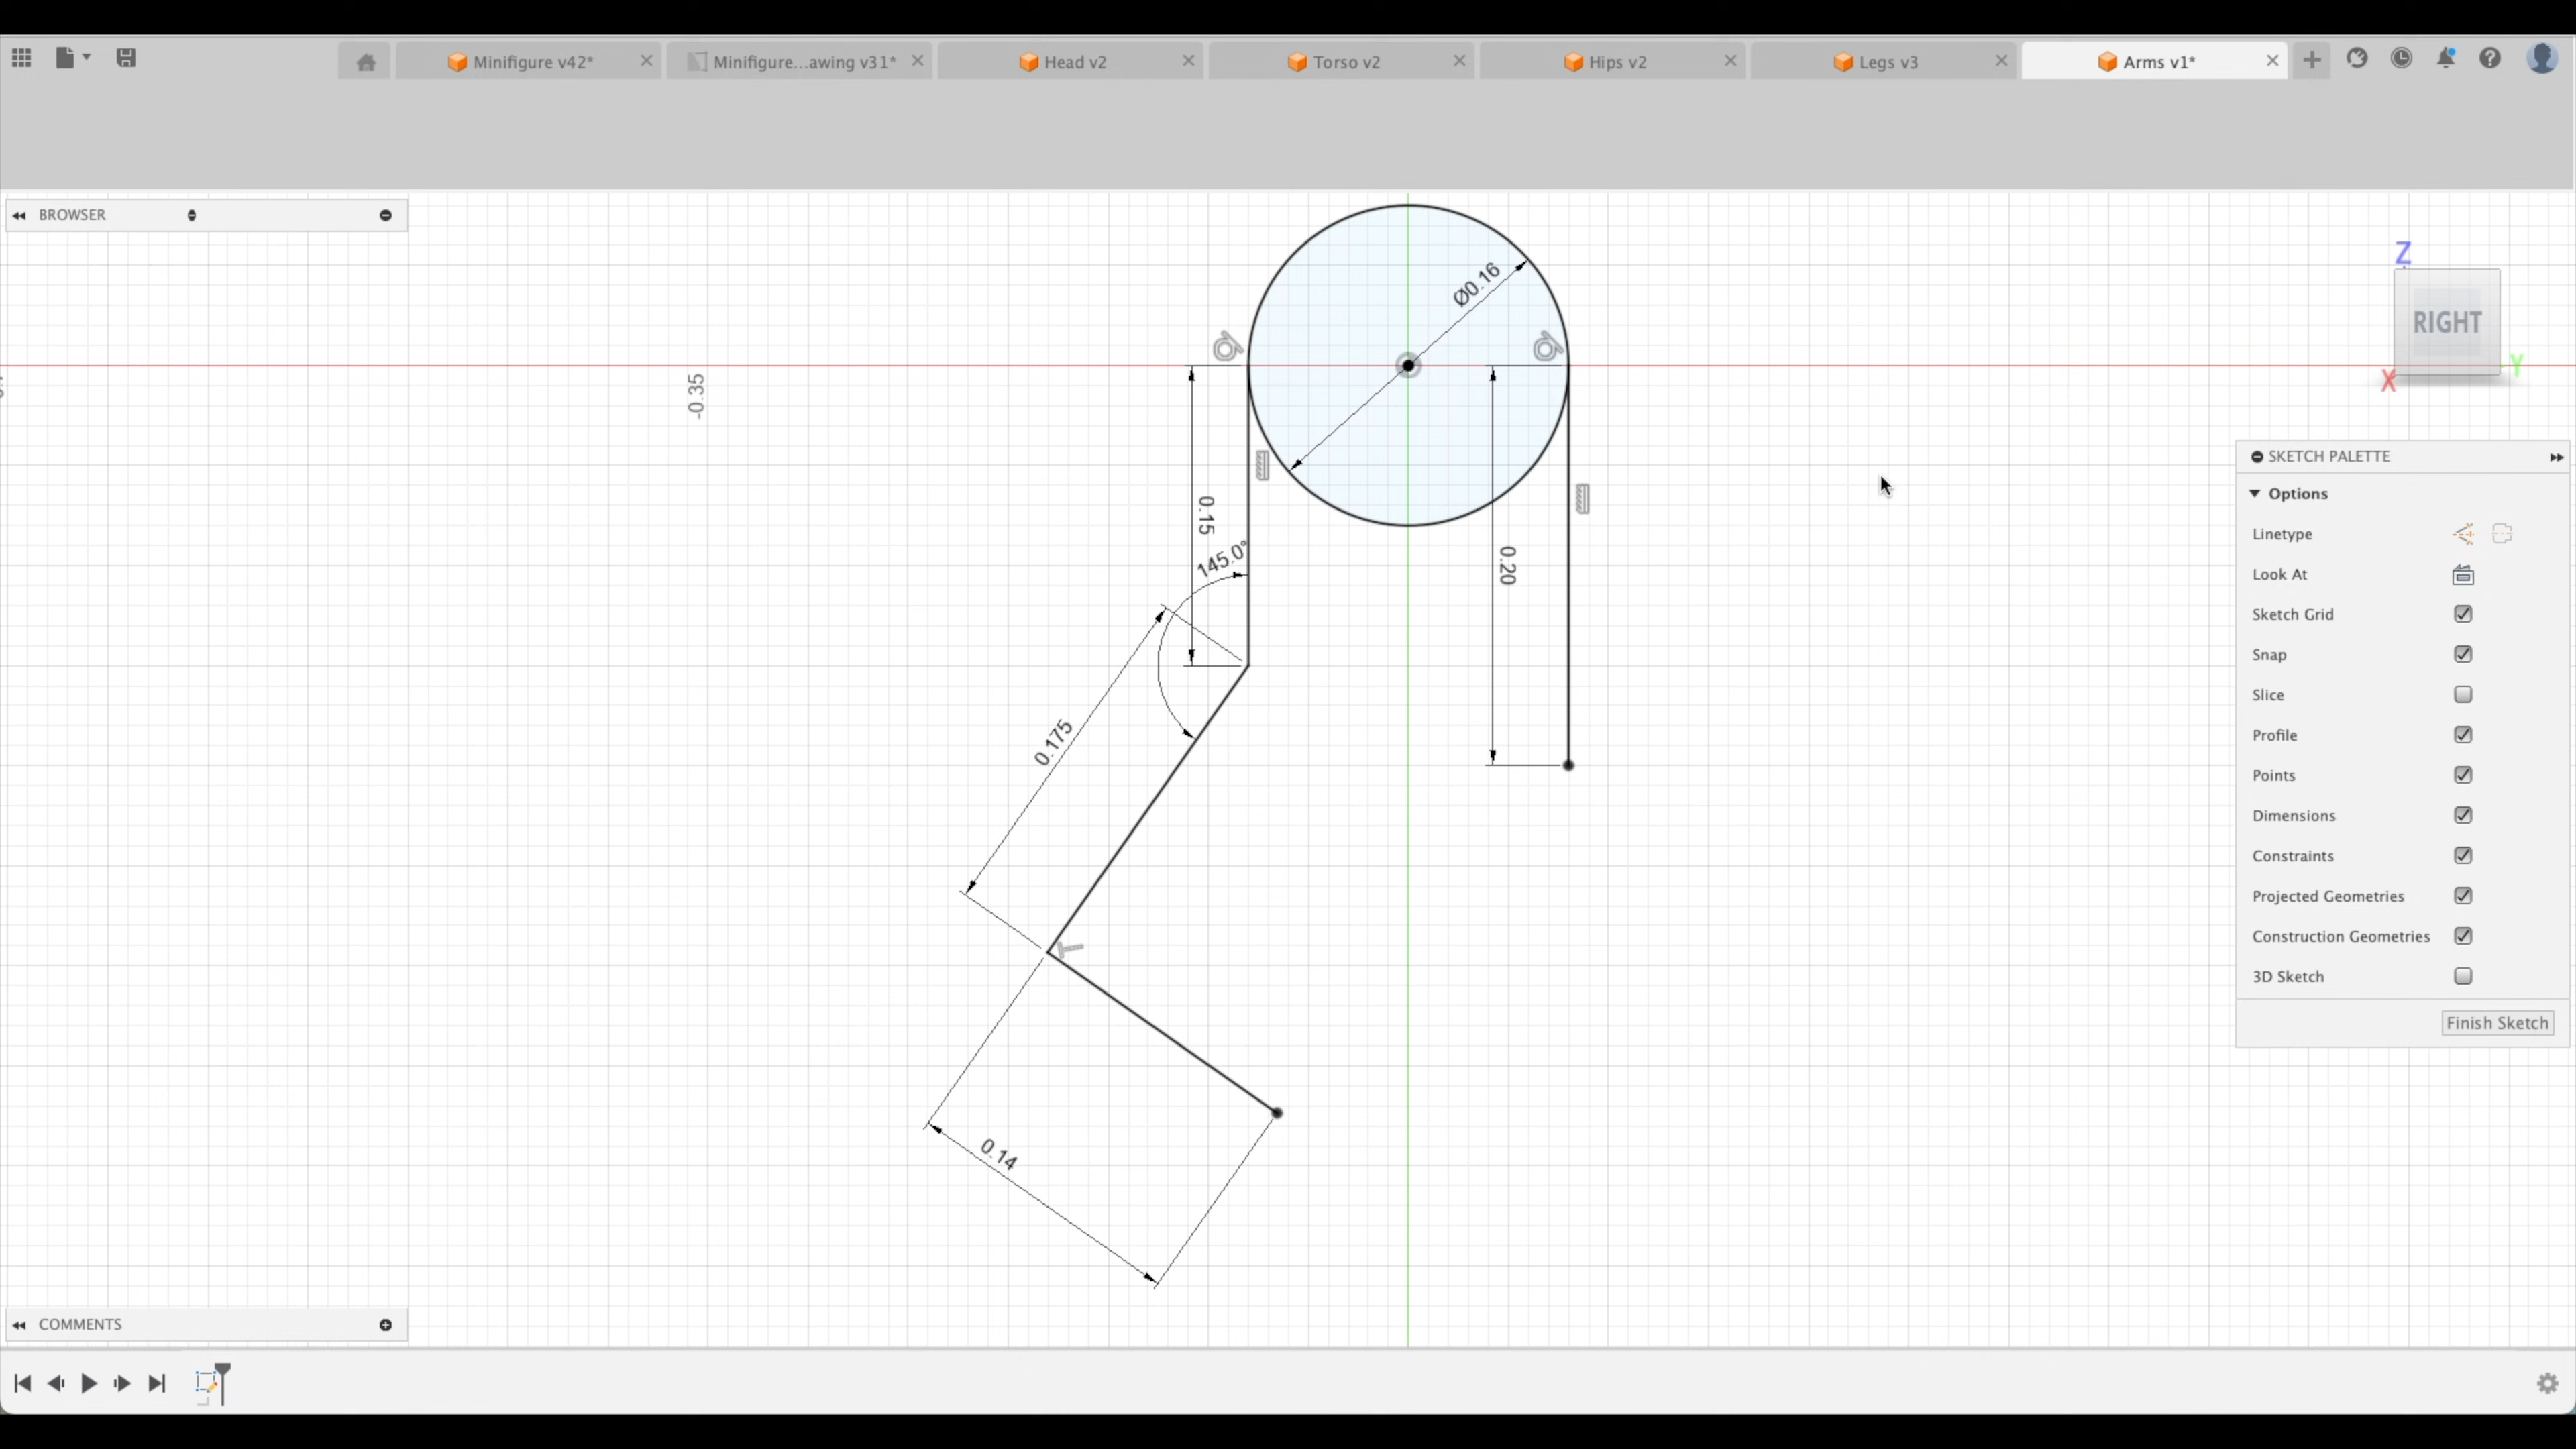 Minifigure v42*
Minifigure...awing v31*
Head v2
Torso v2
Hips v2
Legs v3
Arms v1*
BROWSER
Z
RIGHT
Y
X
-0.35
Ø0.16
0.15
145.0°
0.20
0.175
0.14
SKETCH PALETTE
Options
Linetype
Look At
Sketch Grid
Snap
Slice
Profile
Points
Dimensions
Constraints
Projected Geometries
Construction Geometries
3D Sketch
Finish Sketch
COMMENTS